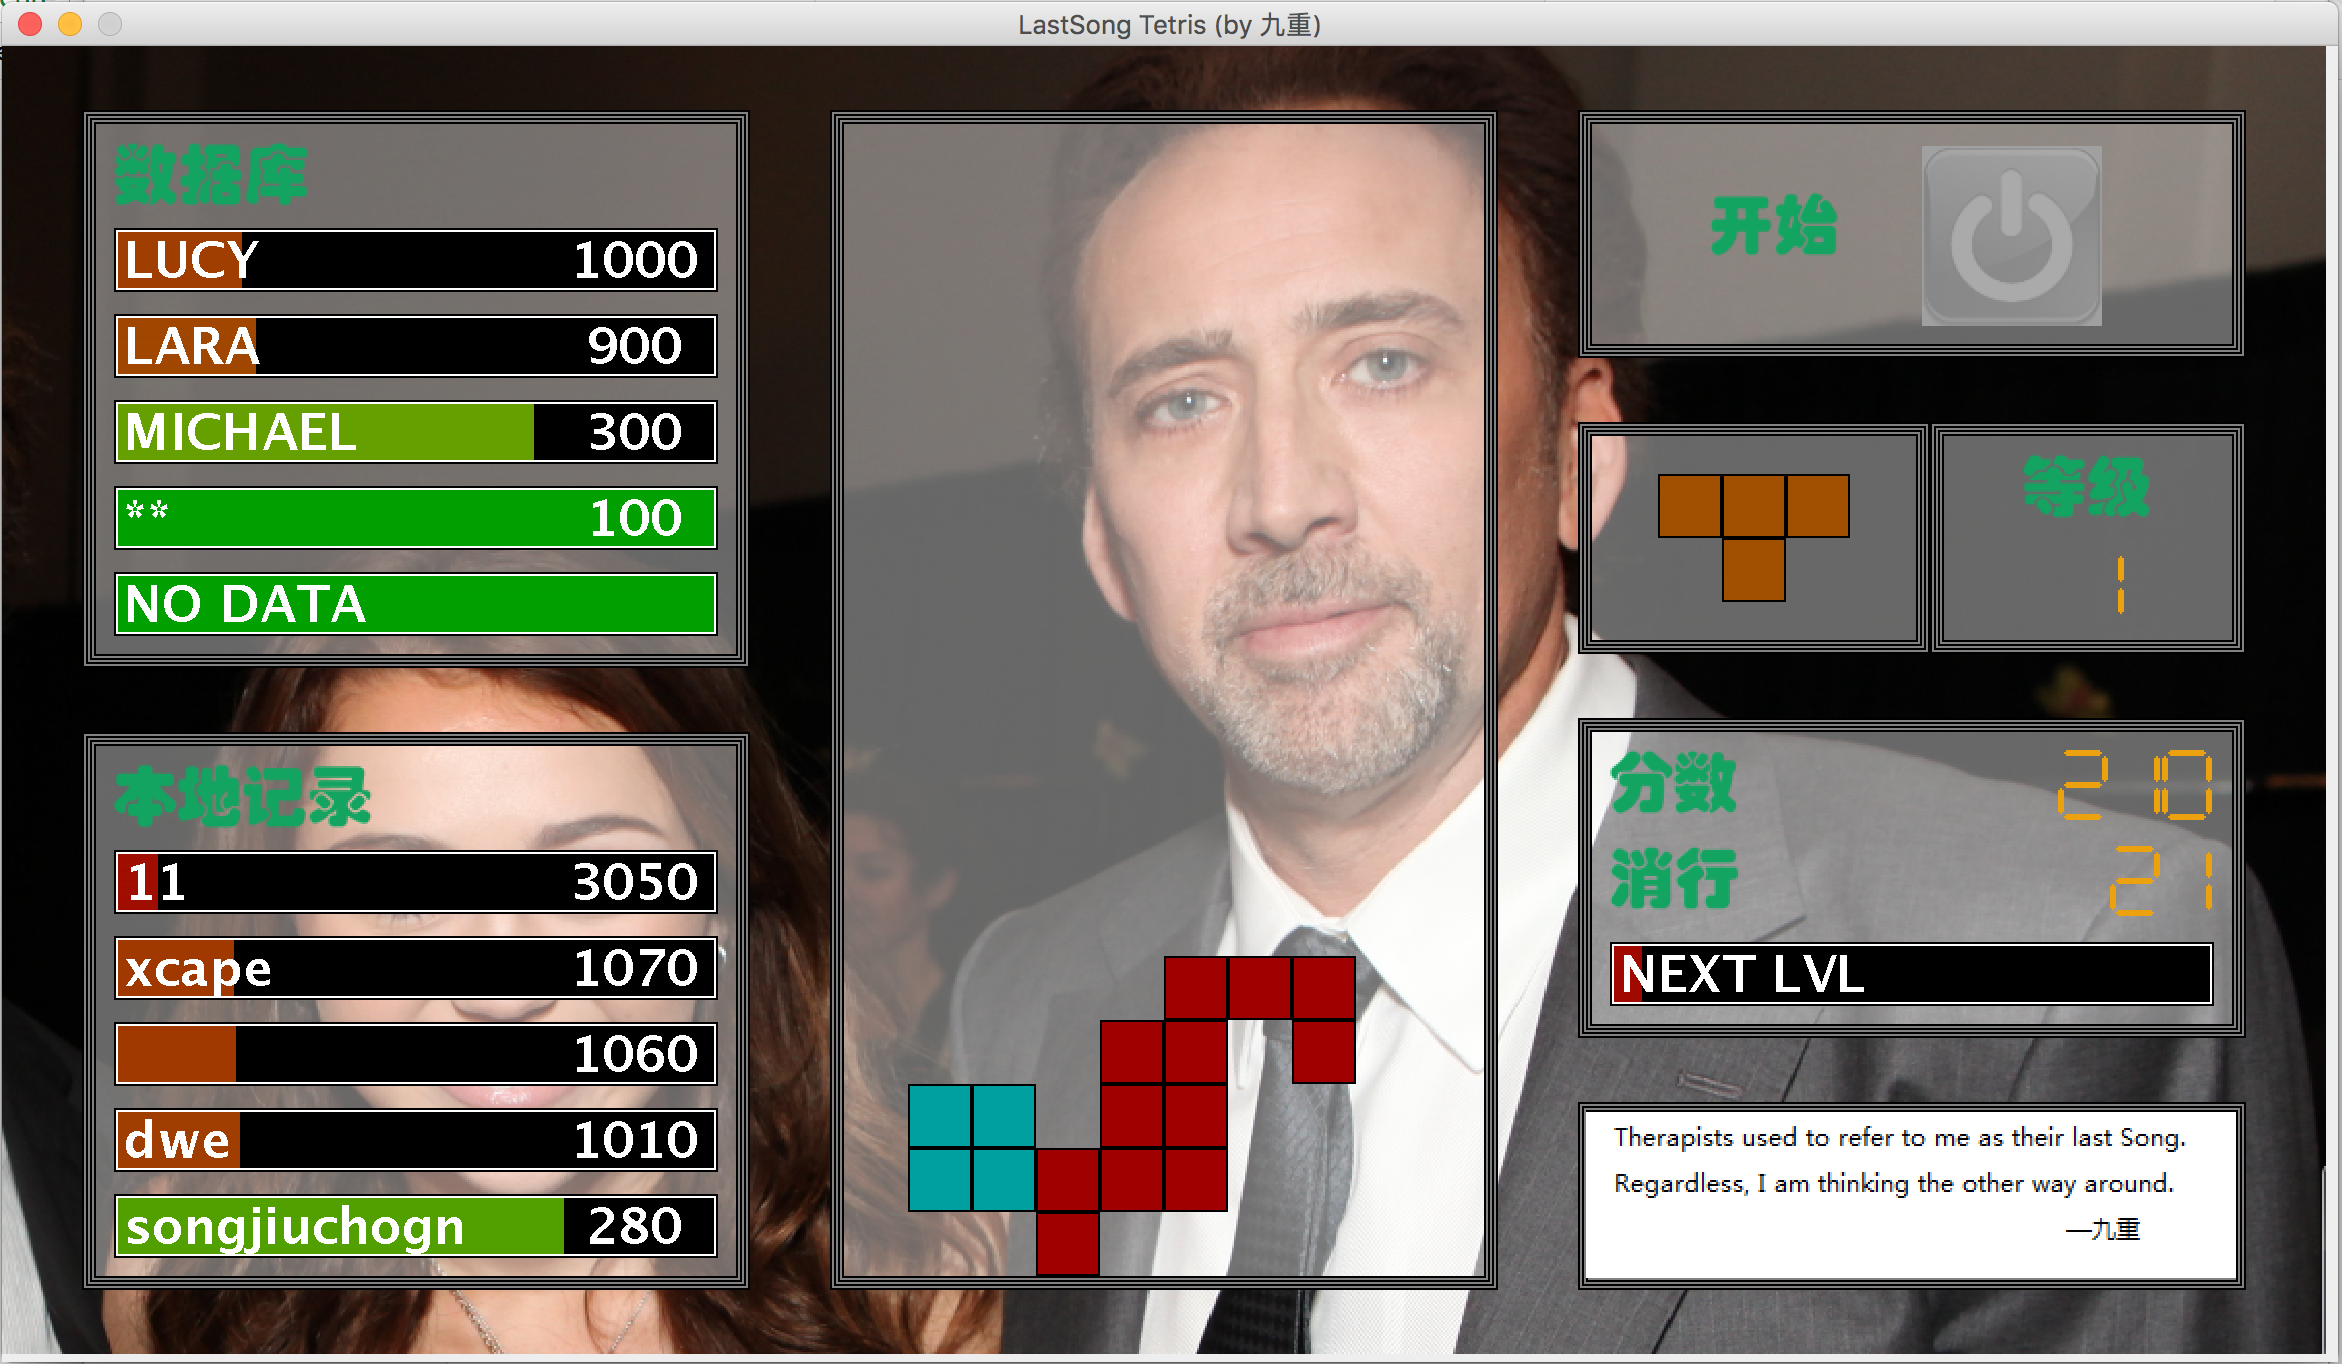 LastSong Tetris (by 九重)
数据库
LUCY 1000
LARA 900
MICHAEL 300
** 100
NO DATA
本地记录
11 3050
xcape 1070
1060
dwe 1010
songjiuchogn 280
开始
等级
1
分数 20
消行 21
NEXT LVL
Therapists used to refer to me as their last Song.
Regardless, I am thinking the other way around.
—九重